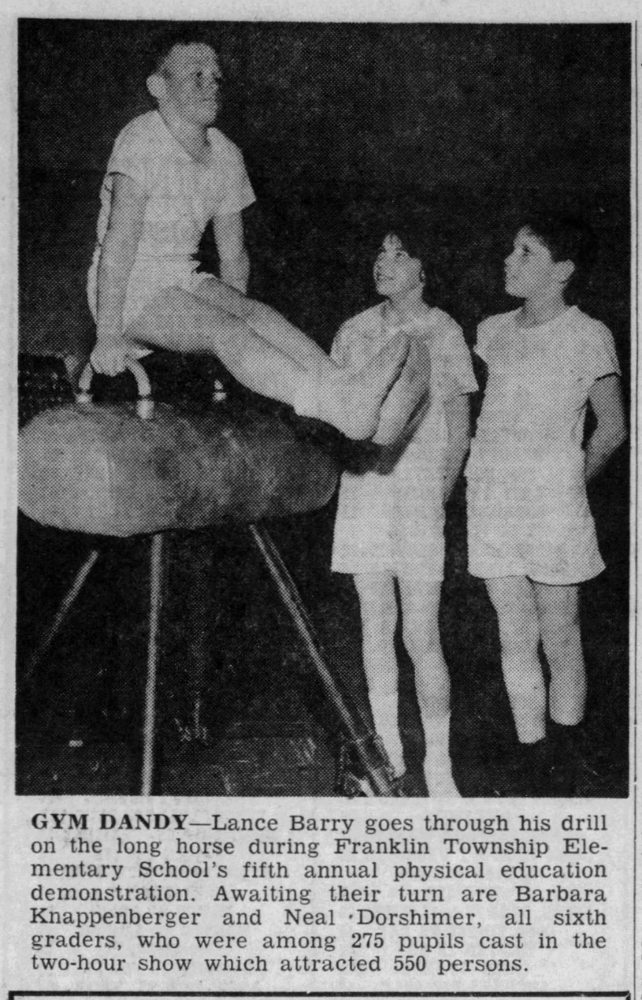 GYM DANDY—Lance Barry goes through his drill
on the long horse during Franklin Township Ele-
mentary School's fifth annual physical education
demonstration. Awaiting their turn are Barbara
Knappenberger and Neal Dorshimer, all sixth
graders, who were among 275 pupils cast in the
two-hour show which attracted 550 persons.